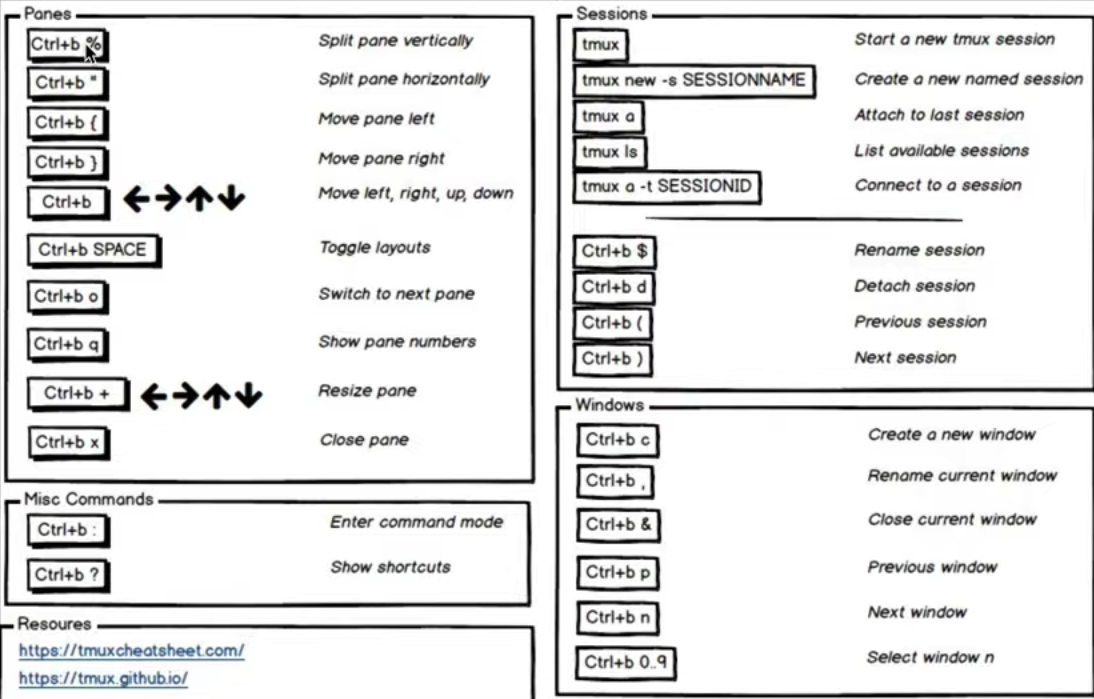 Panes
Ctrl+b % Split pane vertically
Ctrl+b " Split pane horizontally
Ctrl+b { Move pane left
Ctrl+b } Move pane right
Ctrl+b ←→↑↓ Move left, right, up, down
Ctrl+b SPACE Toggle layouts
Ctrl+b o Switch to next pane
Ctrl+b q Show pane numbers
Ctrl+b + ←→↑↓ Resize pane
Ctrl+b x Close pane
Misc Commands
Ctrl+b : Enter command mode
Ctrl+b ? Show shortcuts
Resoures
https://tmuxcheatsheet.com/
https://tmux.github.io/
Sessions
tmux Start a new tmux session
tmux new -s SESSIONNAME Create a new named session
tmux a Attach to last session
tmux ls List available sessions
tmux a -t SESSIONID Connect to a session
Ctrl+b $ Rename session
Ctrl+b d Detach session
Ctrl+b ( Previous session
Ctrl+b ) Next session
Windows
Ctrl+b c Create a new window
Ctrl+b , Rename current window
Ctrl+b & Close current window
Ctrl+b p Previous window
Ctrl+b n Next window
Ctrl+b 0..9 Select window n